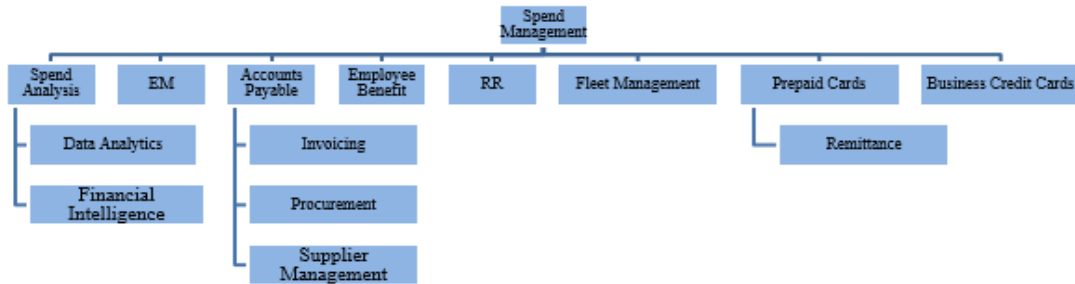 Spend
Management
Spend
Analysis
EM
Accounts
Payable
Employee
Benefit
RR
Fleet Management
Prepaid Cards
Business Credit Cards
Data Analytics
Invoicing
Remittance
Financial
Intelligence
Procurement
Supplier
Management